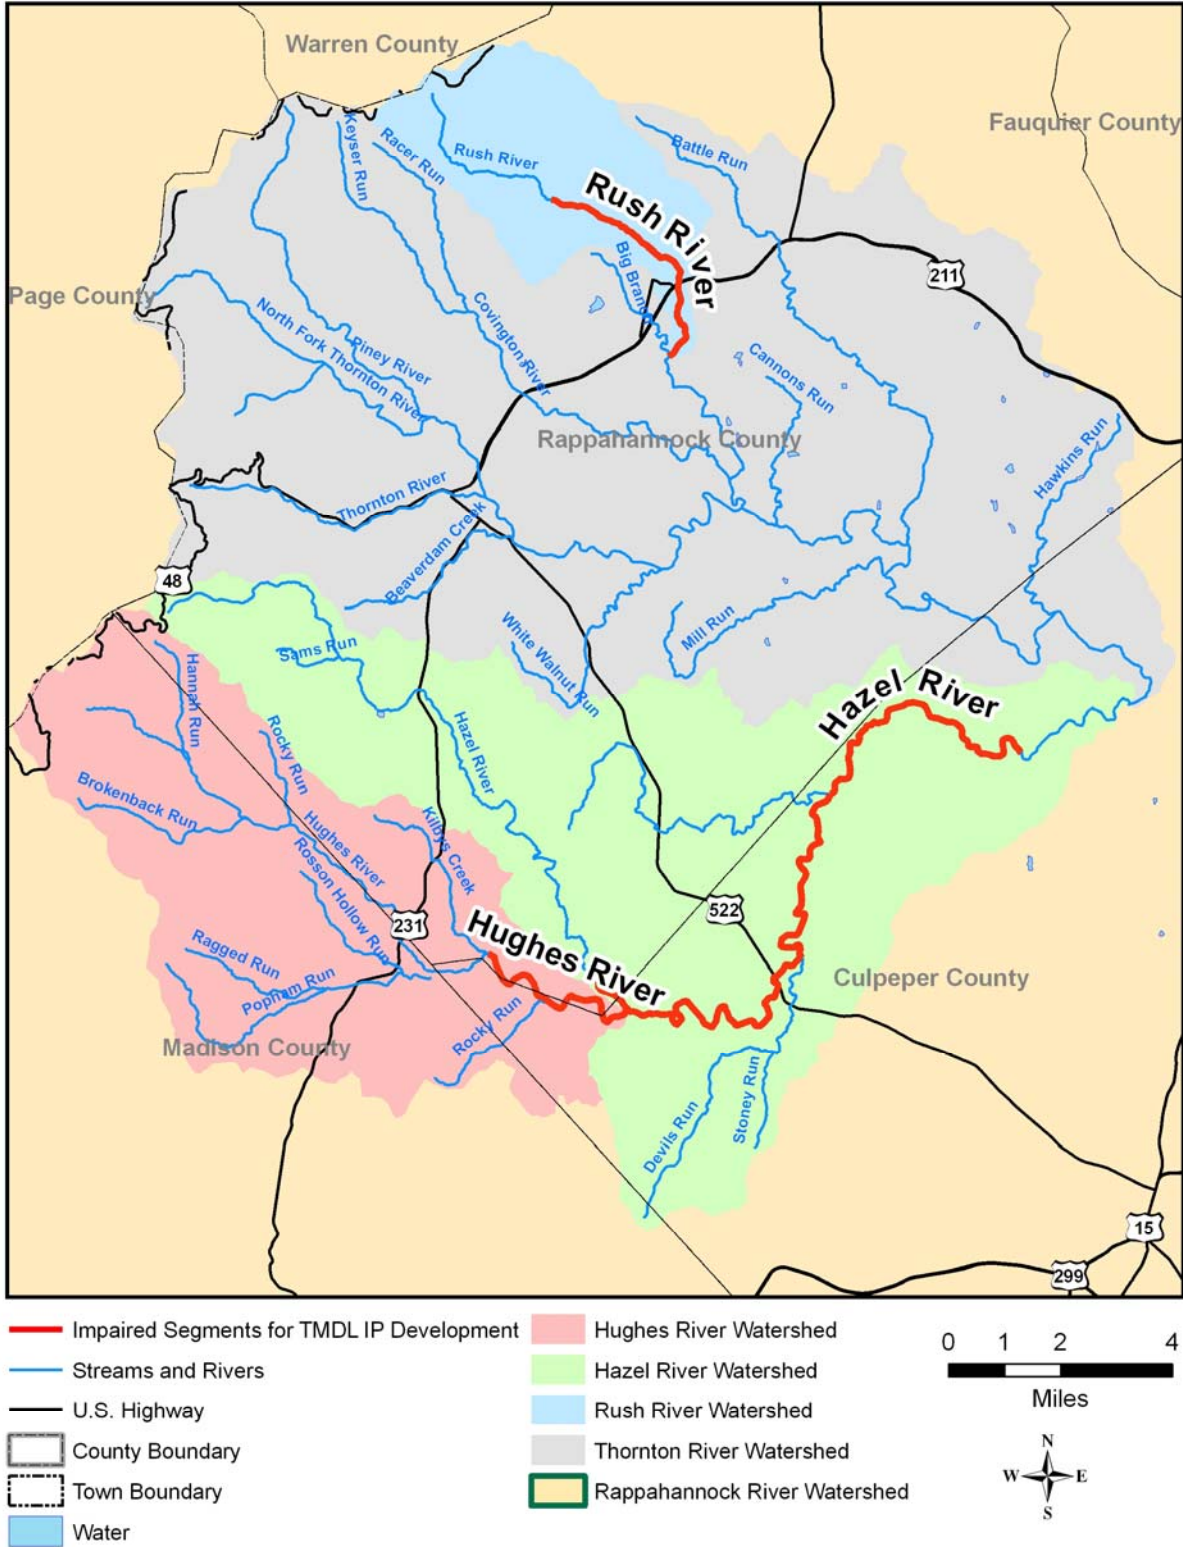 Warren County
Fauquier County
Page County
Rappahannock County
Culpeper County
Madison County
Keyser Run
Racer Run
Rush River
Battle Run
Rush River
Big Branc
211
North Fork Thornton River
Piney River
Covington River
Cannons Run
Hawkins Run
Thornton River
Beaverdam Creek
48
Mill Run
White Walnut Run
Sams Run
Hannah Run
Rocky Run
Hazel River
Hazel River
Brokenback Run
Hughes River
Kilbys Creek
Rosson Hollow Run
231
522
Hughes River
Ragged Run
Popham Run
Rocky Run
Devils Run
Stoney Run
15
299
Impaired Segments for TMDL IP Development
Streams and Rivers
U.S. Highway
County Boundary
Town Boundary
Water
Hughes River Watershed
Hazel River Watershed
Rush River Watershed
Thornton River Watershed
Rappahannock River Watershed
0 1 2 4
Miles
N
W E
S